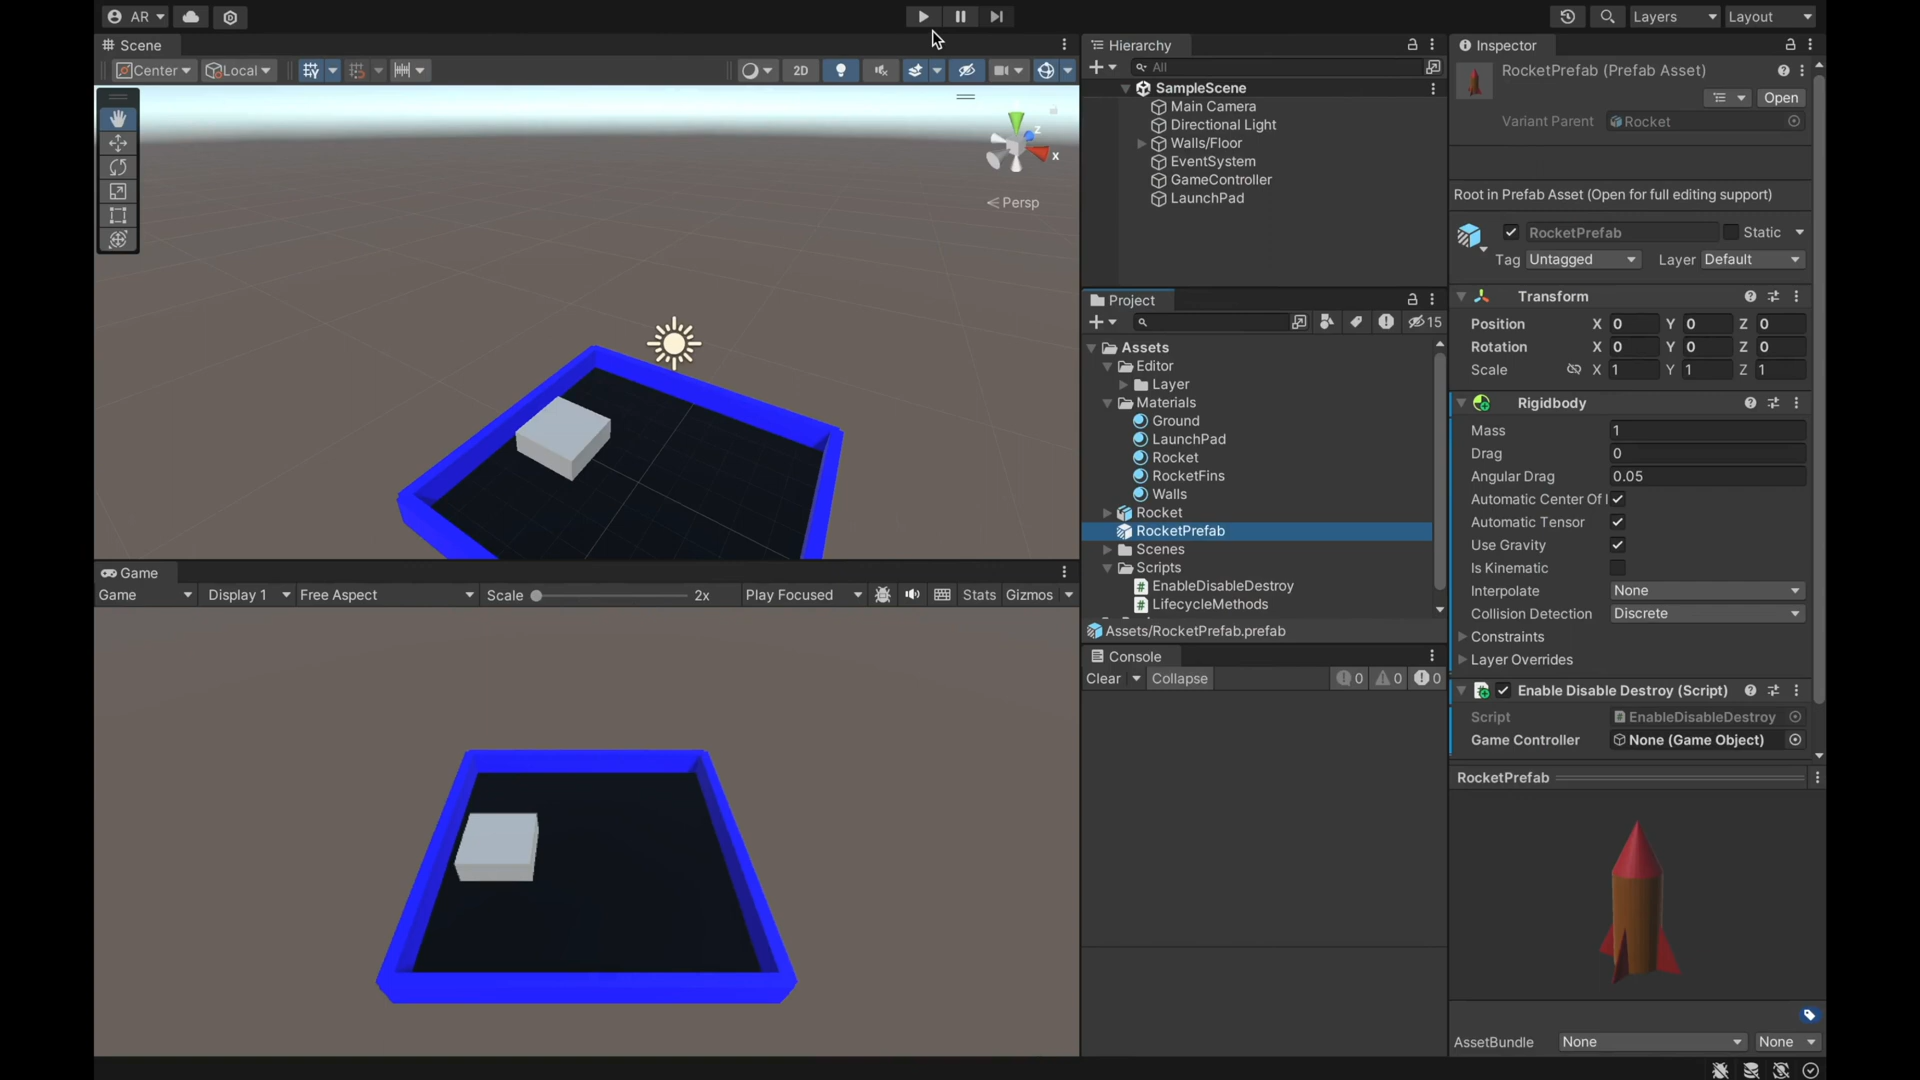 AR
Layers
Layout
Scene
Center
Local
2D
z
x
Persp
Game
Game
Display 1
Free Aspect
Scale
2x
Play Focused
Stats
Gizmos
Hierarchy
All
SampleScene
Main Camera
Directional Light
Walls/Floor
EventSystem
GameController
LaunchPad
Project
15
Assets
Editor
Layer
Materials
Ground
LaunchPad
Rocket
RocketFins
Walls
Rocket
RocketPrefab
Scenes
Scripts
EnableDisableDestroy
LifecycleMethods
Assets/RocketPrefab.prefab
Console
Clear
Collapse
0
0
0
Inspector
RocketPrefab (Prefab Asset)
Open
Variant Parent
Rocket
Root in Prefab Asset (Open for full editing support)
RocketPrefab
Static
Tag Untagged Layer Default
Transform
Position X 0 Y 0 Z 0
Rotation X 0 Y 0 Z 0
Scale X 1 Y 1 Z 1
Rigidbody
Mass 1
Drag 0
Angular Drag 0.05
Automatic Center Of
Automatic Tensor
Use Gravity
Is Kinematic
Interpolate None
Collision Detection Discrete
Constraints
Layer Overrides
Enable Disable Destroy (Script)
Script EnableDisableDestroy
Game Controller None (Game Object)
RocketPrefab
AssetBundle None None